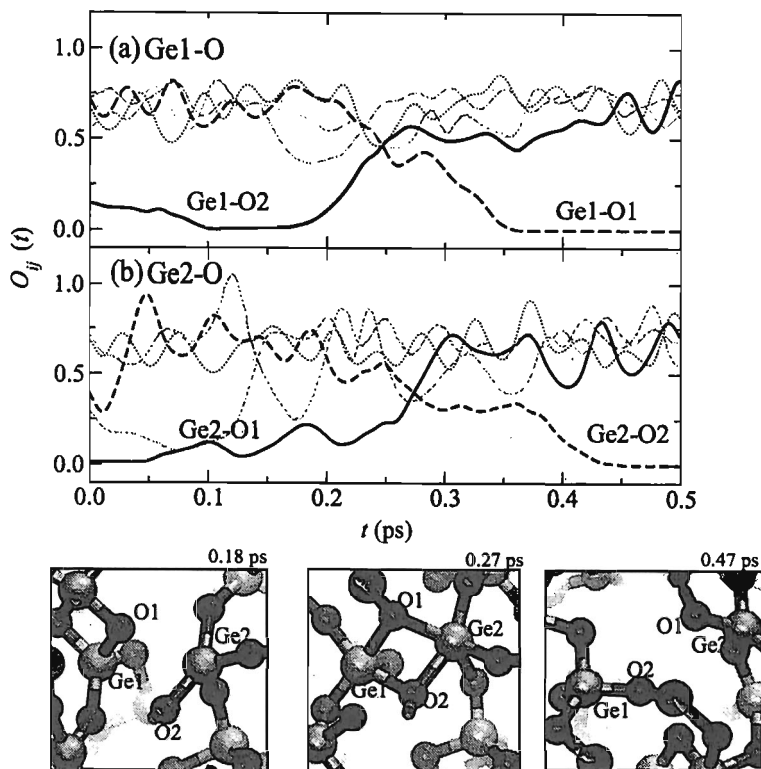 1.0
(a) Ge1-O
0.5
Ge1-O2
Ge1-O1
0.0
O_ij (t)
(b) Ge2-O
1.0
0.5
Ge2-O1
Ge2-O2
0.0
0.0 0.1 0.2 0.3 0.4 0.5
t (ps)
0.18 ps
O1
Ge2
Ge1
O2
0.27 ps
O1
Ge2
Ge1
O2
0.47 ps
O1
Ge2
O2
Ge1